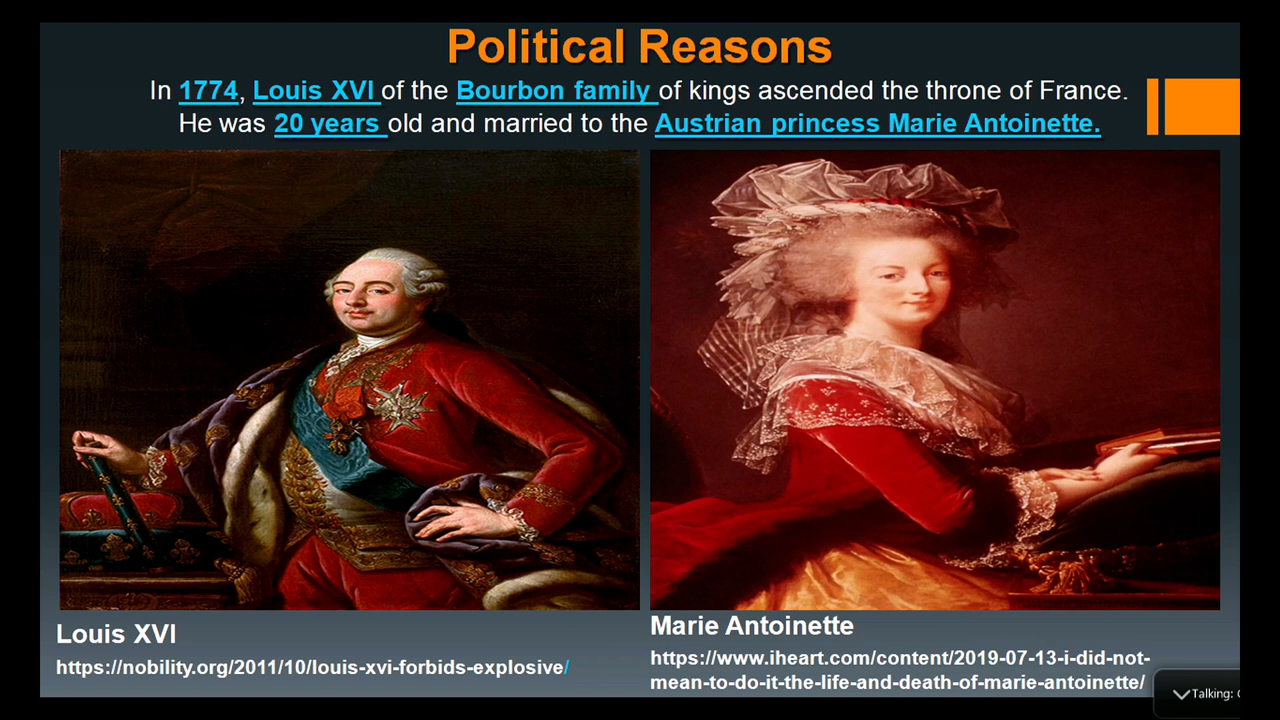 Political Reasons
In 1774, Louis XVI of the Bourbon family of kings ascended the throne of France.
He was 20 years old and married to the Austrian princess Marie Antoinette.
Louis XVI
https://nobility.org/2011/10/louis-xvi-forbids-explosive/
Marie Antoinette
https://www.iheart.com/content/2019-07-13-i-did-not-
mean-to-do-it-the-life-and-death-of-marie-antoinette/
Talking: